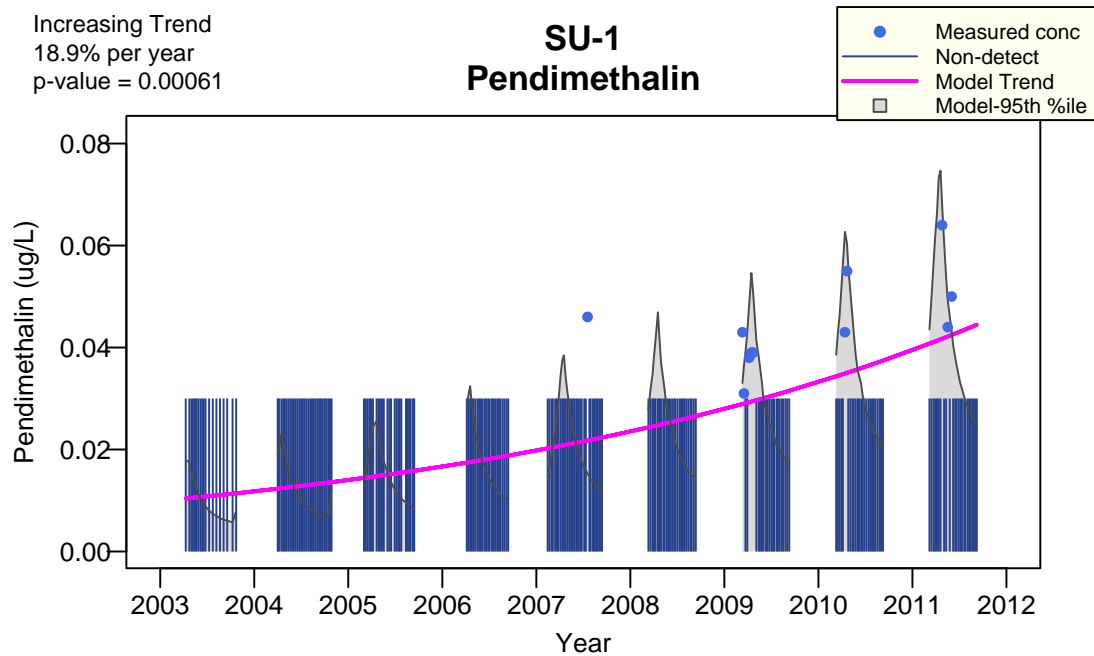 Increasing Trend
18.9% per year
p-value = 0.00061
SU-1
Pendimethalin
Measured conc
Non-detect
Model Trend
Model-95th %ile
Pendimethalin (ug/L)
0.08
0.06
0.04
0.02
0.00
2003 2004 2005 2006 2007 2008 2009 2010 2011 2012
Year